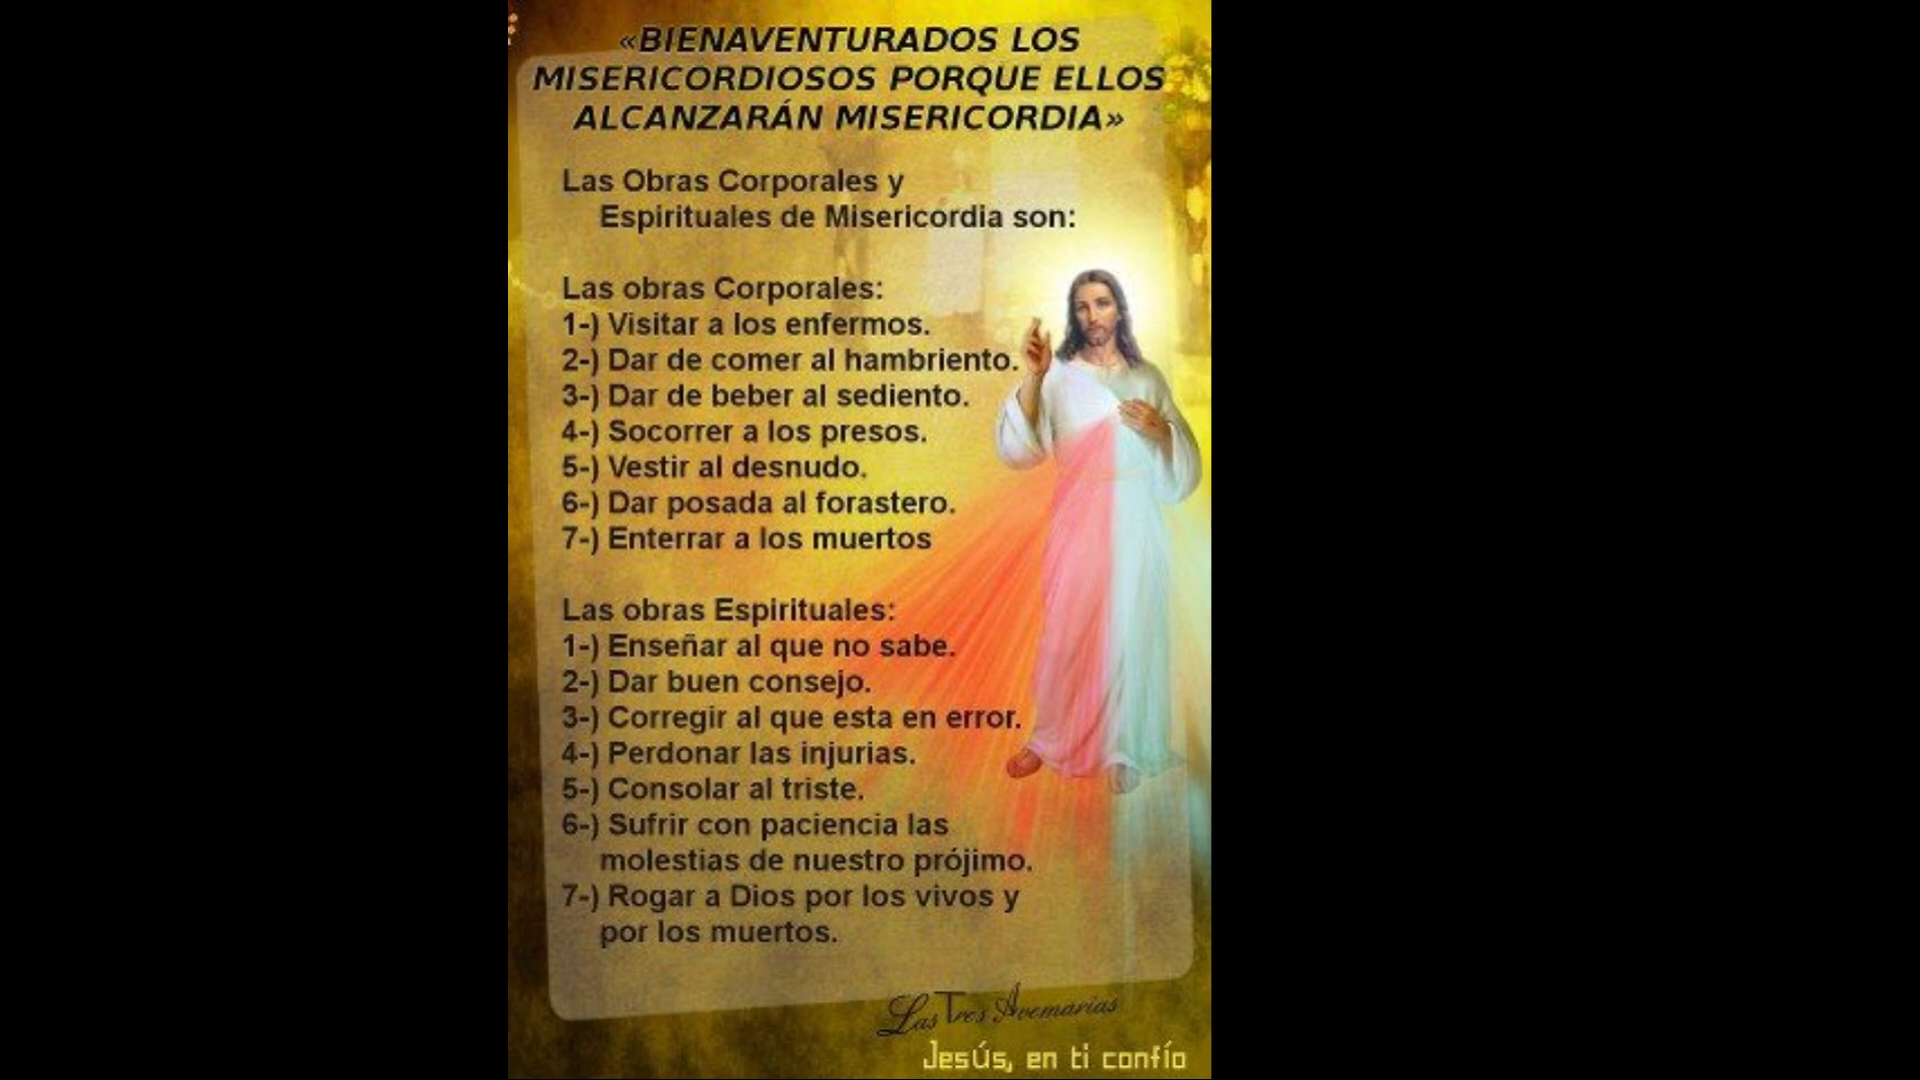 «BIENAVENTURADOS LOS
MISERICORDIOSOS PORQUE ELLOS
ALCANZARÁN MISERICORDIA»
Las Obras Corporales y
Espirituales de Misericordia son:
Las obras Corporales:
1-) Visitar a los enfermos.
2-) Dar de comer al hambriento.
3-) Dar de beber al sediento.
4-) Socorrer a los presos.
5-) Vestir al desnudo.
6-) Dar posada al forastero.
7-) Enterrar a los muertos
Las obras Espirituales:
1-) Enseñar al que no sabe.
2-) Dar buen consejo.
3-) Corregir al que esta en error.
4-) Perdonar las injurias.
5-) Consolar al triste.
6-) Sufrir con paciencia las
molestias de nuestro prójimo.
7-) Rogar a Dios por los vivos y
por los muertos.
Las Tres Avemarías
Jesús, en ti confío